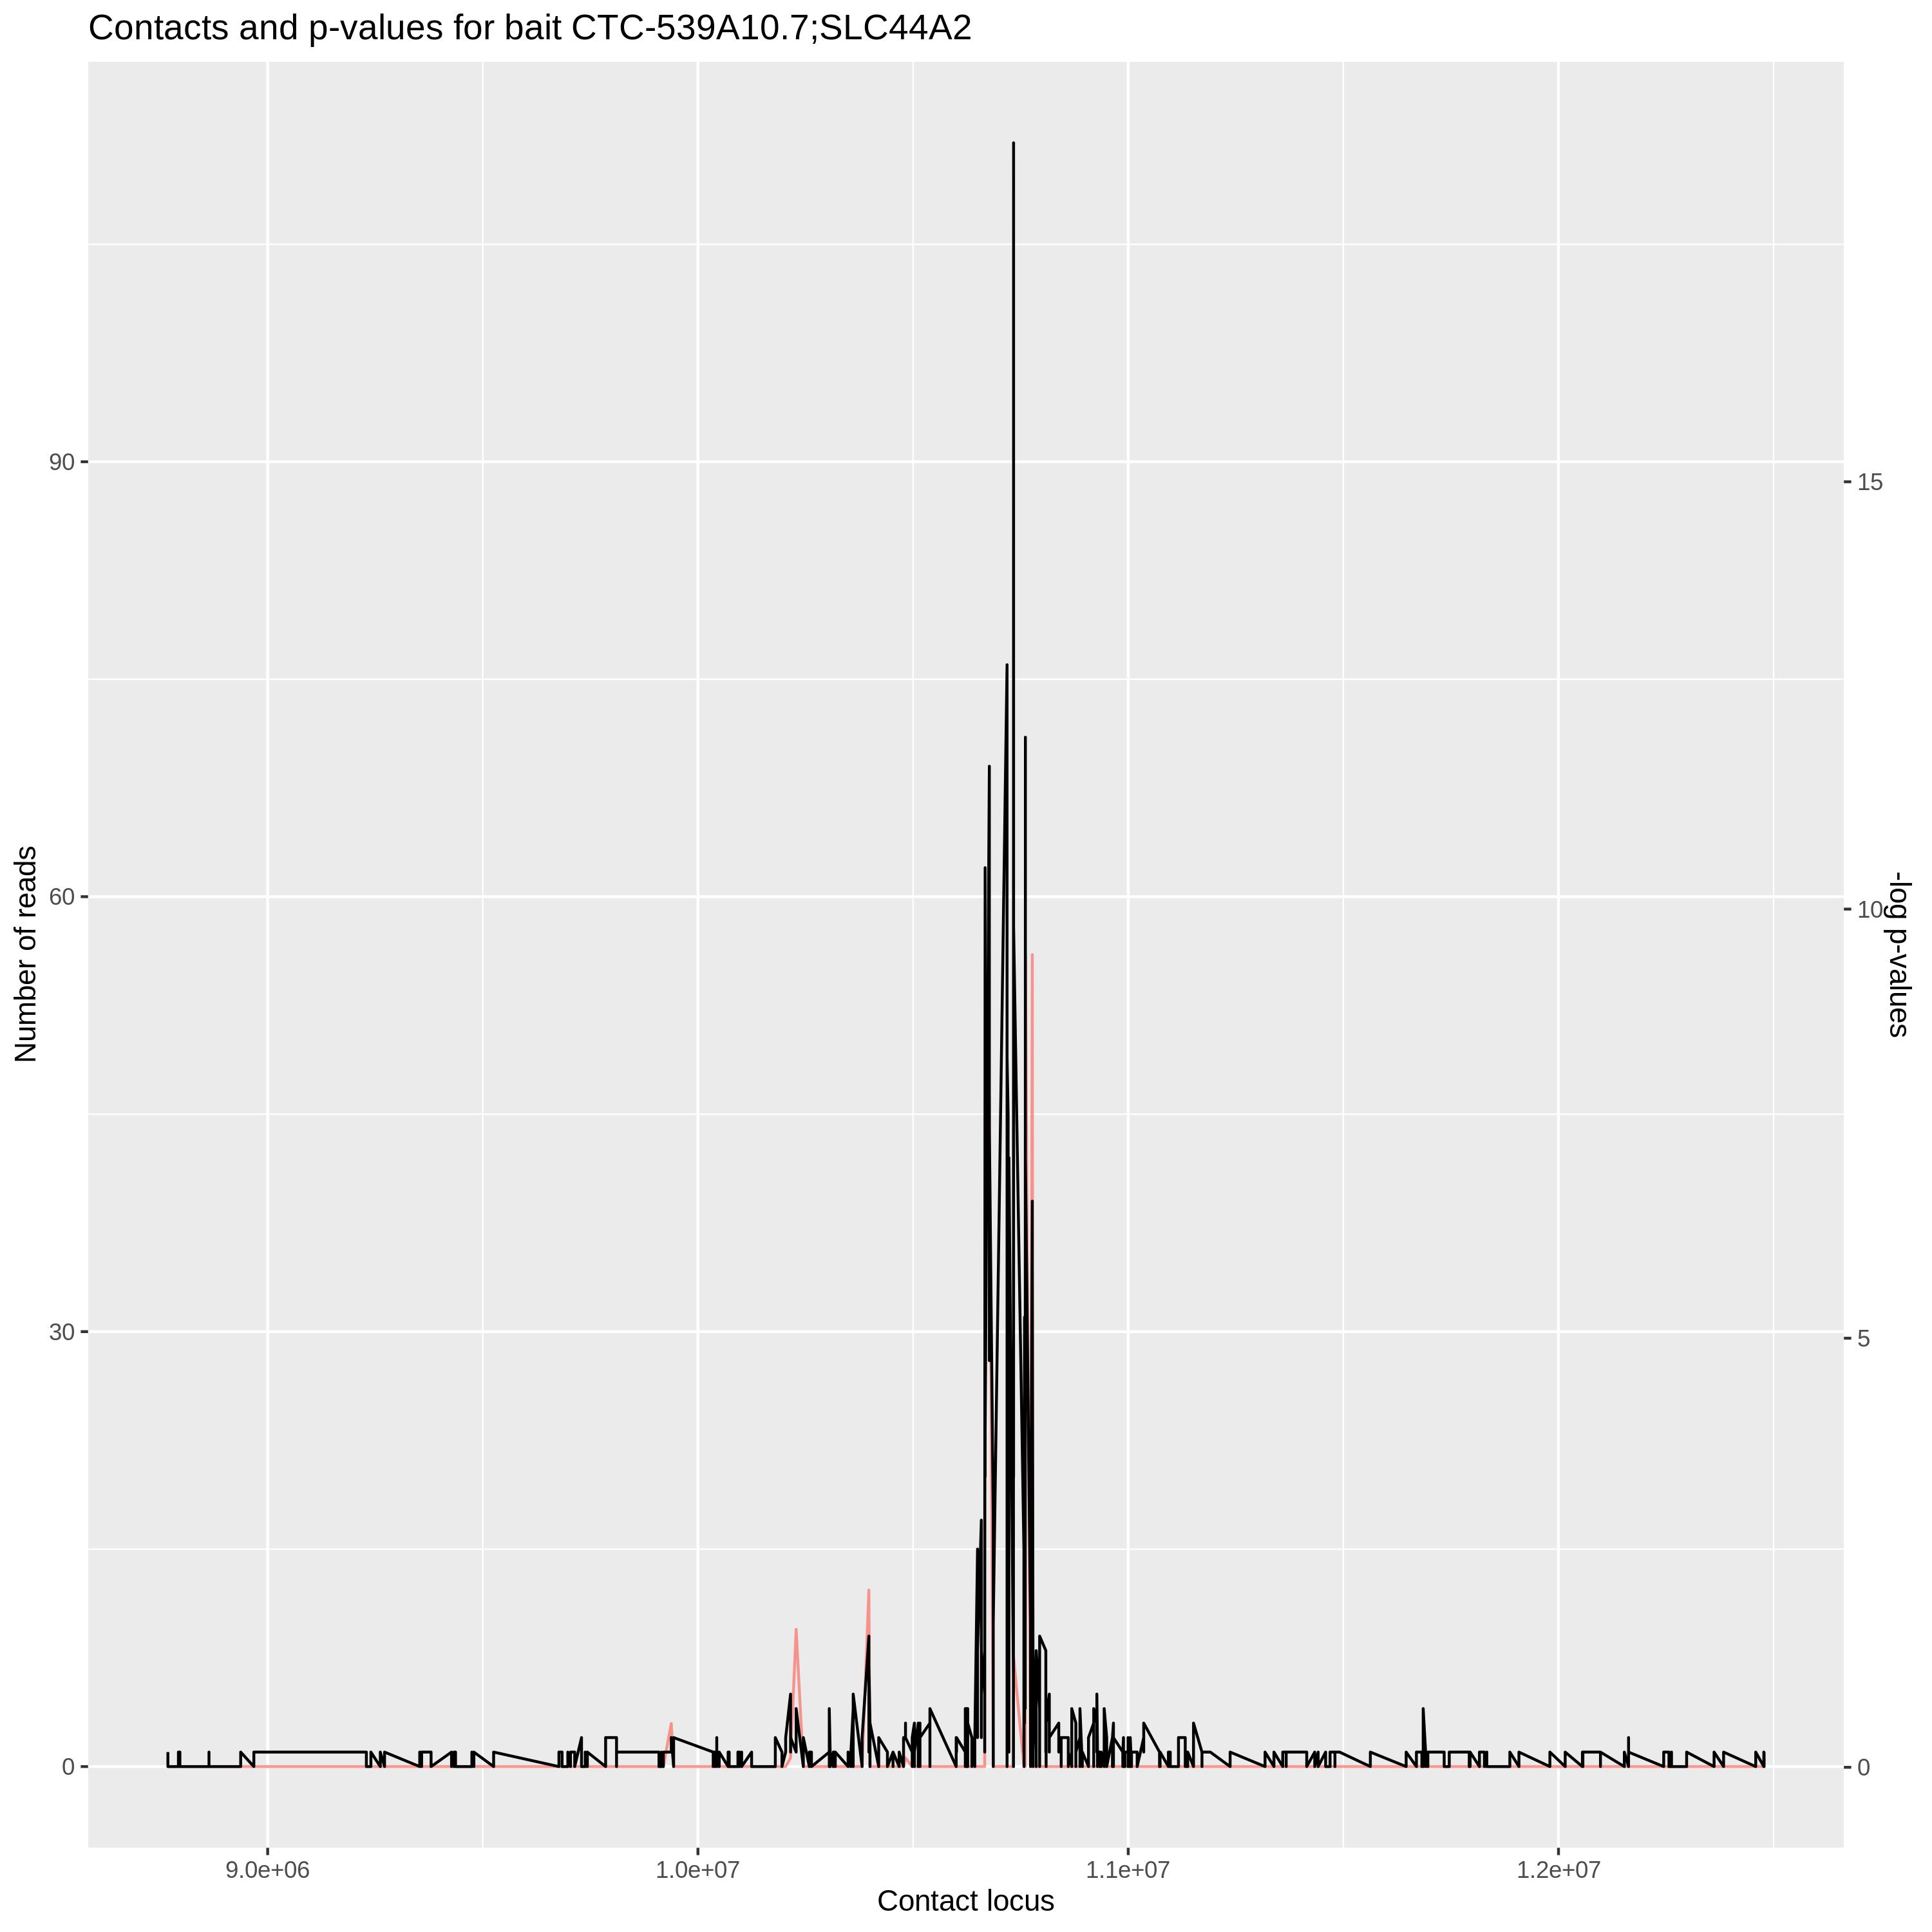 Contacts and p-values for bait CTC-539A10.7;SLC44A2
Number of reads
90
60
30
0
15
10
5
0
-log p-values
9.0e+06
1.0e+07
1.1e+07
1.2e+07
Contact locus